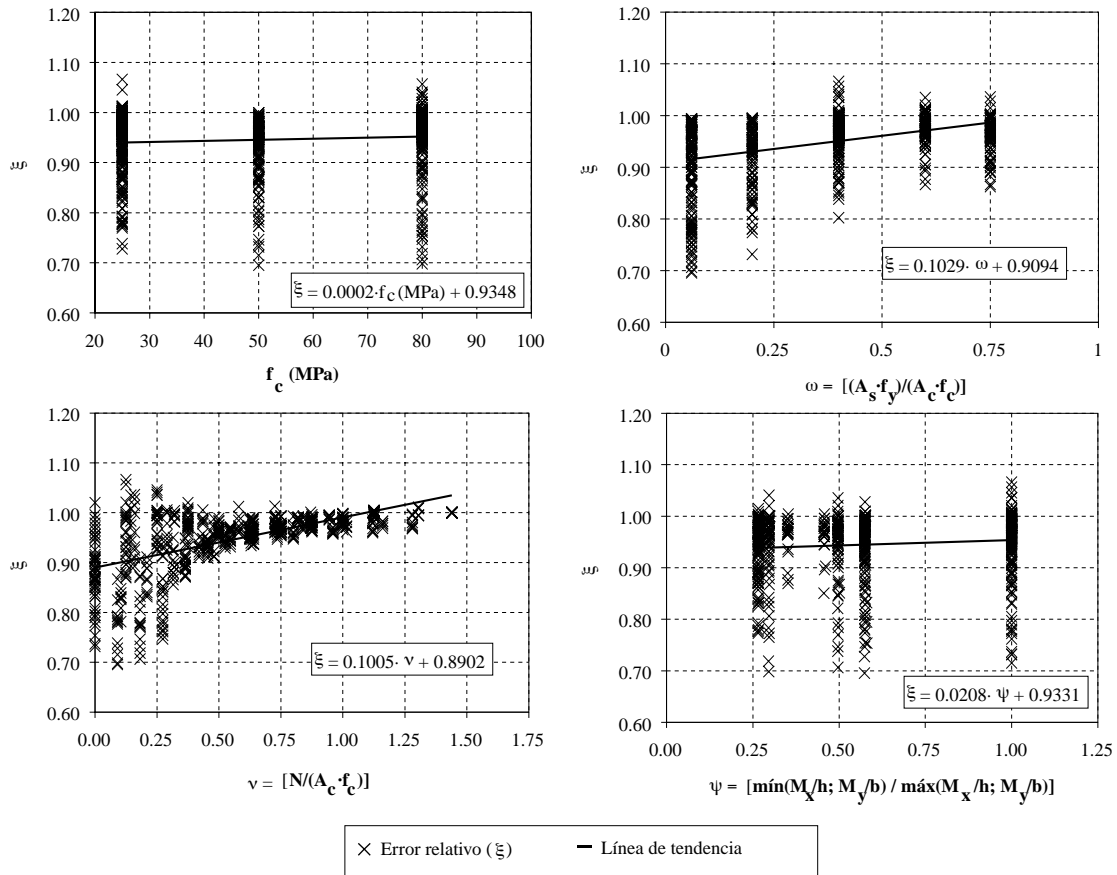 1.20
1.10
1.00
0.90
0.80
0.70
0.60
ξ
ξ = 0.0002·f_c (MPa) + 0.9348
20 30 40 50 60 70 80 90 100
f_c (MPa)
1.20
1.10
1.00
0.90
0.80
0.70
0.60
ξ
ξ = 0.1029· ω + 0.9094
0 0.25 0.5 0.75 1
ω = [(A_s·f_y)/(A_c·f_c)]
1.20
1.10
1.00
0.90
0.80
0.70
0.60
ξ
ξ = 0.1005· ν + 0.8902
0.00 0.25 0.50 0.75 1.00 1.25 1.50 1.75
ν = [N/(A_c·f_c)]
1.20
1.10
1.00
0.90
0.80
0.70
0.60
ξ
ξ = 0.0208· ψ + 0.9331
0.00 0.25 0.50 0.75 1.00 1.25
ψ = [mín(M_x/h; M_y/b) / máx(M_x/h; M_y/b)]
Error relativo (ξ) Línea de tendencia